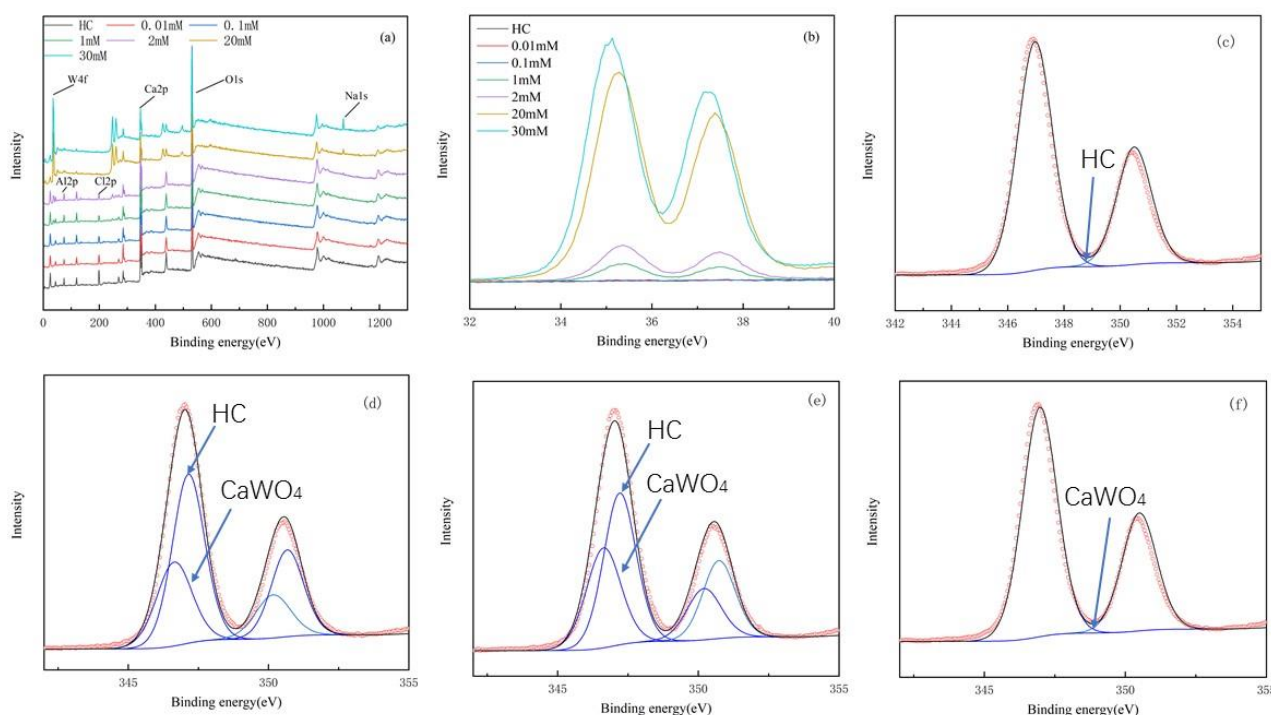 HC 0.01mM 0.1mM
1mM 2mM 20mM
30mM
(a)
W4f
Ca2p
O1s
Na1s
Al2p
Cl2p
Intensity
0 200 400 600 800 1000 1200
Binding energy(eV)
HC
0.01mM
0.1mM
1mM
2mM
20mM
30mM
(b)
Intensity
32 34 36 38 40
Binding energy(eV)
(c)
HC
Intensity
342 344 346 348 350 352 354
Binding energy(eV)
(d)
HC
CaWO4
Intensity
345 350 355
Binding energy(eV)
(e)
HC
CaWO4
Intensity
345 350 355
Binding energy(eV)
(f)
CaWO4
Intensity
345 350 355
Binding energy(eV)